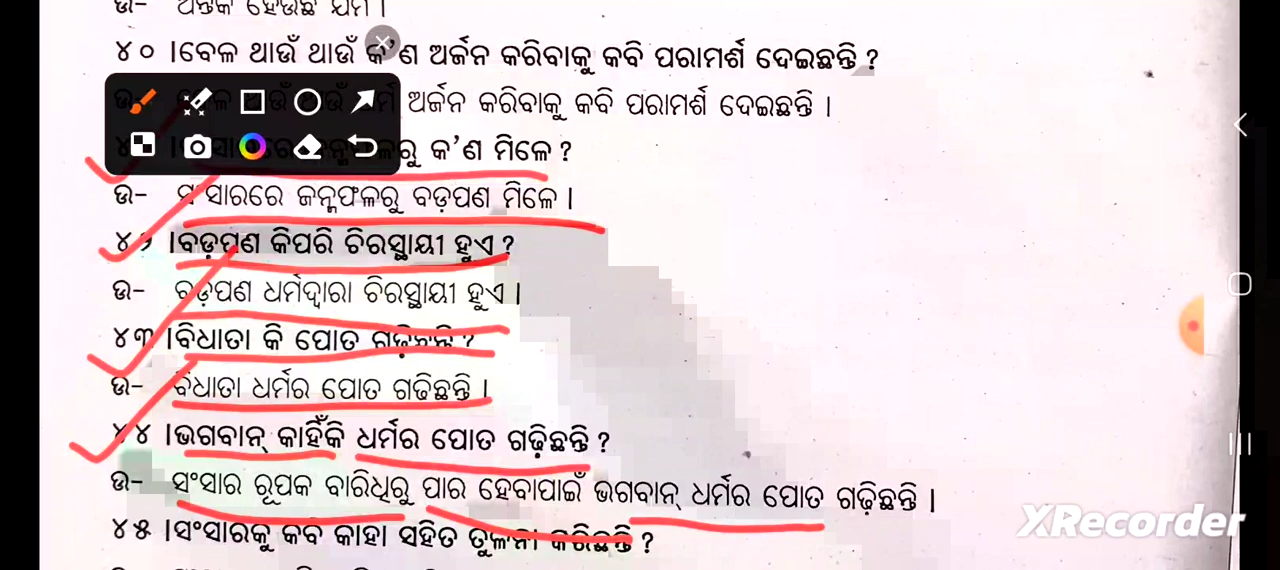 ଉ- ଅନ୍ତକ ହେଉଛି ଯମ ।
୪୦ ।ବେଳ ଥାଉଁ ଥାଉଁ କ'ଣ ଅର୍ଜନ କରିବାକୁ କବି ପରାମର୍ଶ ଦେଇଛନ୍ତି ?
ଅର୍ଜନ କରିବାକୁ କବି ପରାମର୍ଶ ଦେଇଛନ୍ତି ।
କ'ଣ ମିଳେ ?
ଉ- ସଂସାରରେ ଜନ୍ମଫଳରୁ ବଡ଼ପଣ ମିଳେ ।
୪୨ ।ବଡ଼ପଣ କିପରି ଚିରସ୍ଥାୟୀ ହୁଏ ?
ଉ- ବଡ଼ପଣ ଧର୍ମଦ୍ୱାରା ଚିରସ୍ଥାୟୀ ହୁଏ ।
୪୩ ।ବିଧାତା କି ପୋତ ଗଢ଼ିଛନ୍ତି ?
ଉ- ବିଧାତା ଧର୍ମର ପୋତ ଗଢିଛନ୍ତି ।
୪୪ ।ଭଗବାନ୍ କାହିଁକି ଧର୍ମର ପୋତ ଗଢ଼ିଛନ୍ତି ?
ଉ- ସଂସାର ରୂପକ ବାରିଧିରୁ ପାର ହେବାପାଇଁ ଭଗବାନ୍ ଧର୍ମର ପୋତ ଗଢ଼ିଛନ୍ତି ।
୪୫ ।ସଂସାରକୁ କବି କାହା ସହିତ ତୁଳନା କରିଛନ୍ତି ?
XRecorder